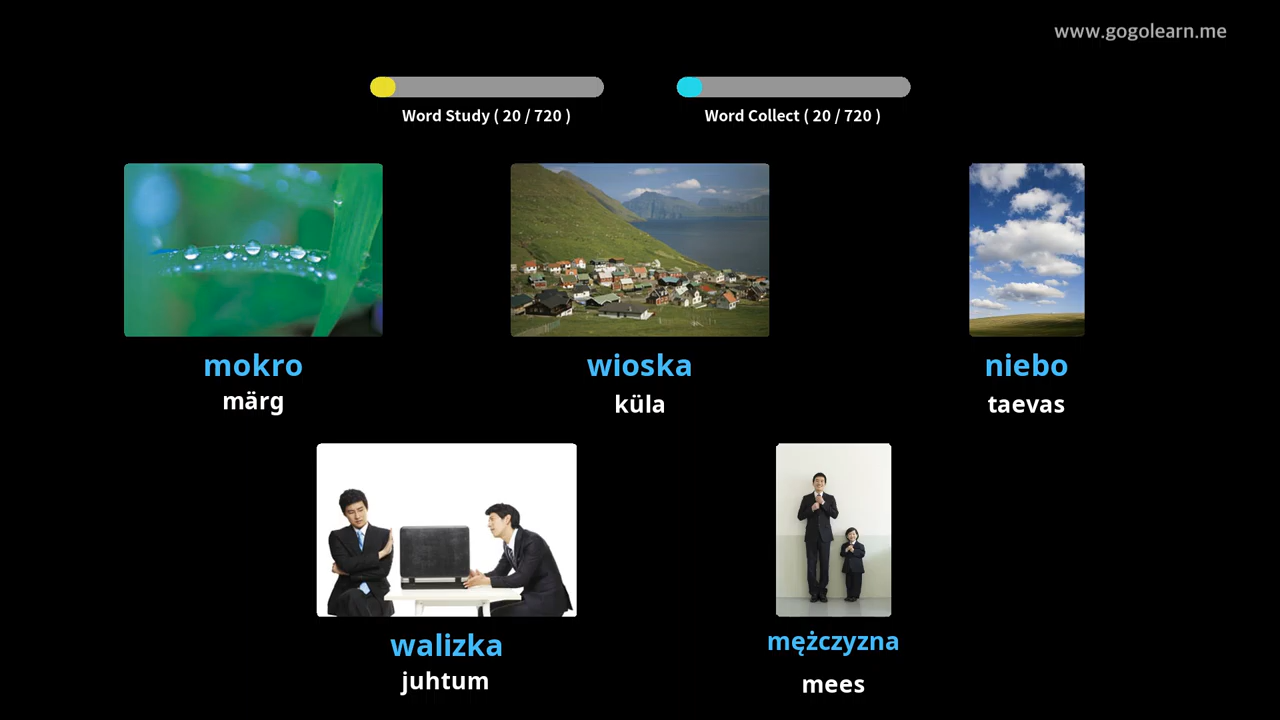 www.gogolearn.me
Word Study ( 20 / 720 )
Word Collect ( 20 / 720 )
mokro
märg
wioska
küla
niebo
taevas
walizka
juhtum
mężczyzna
mees